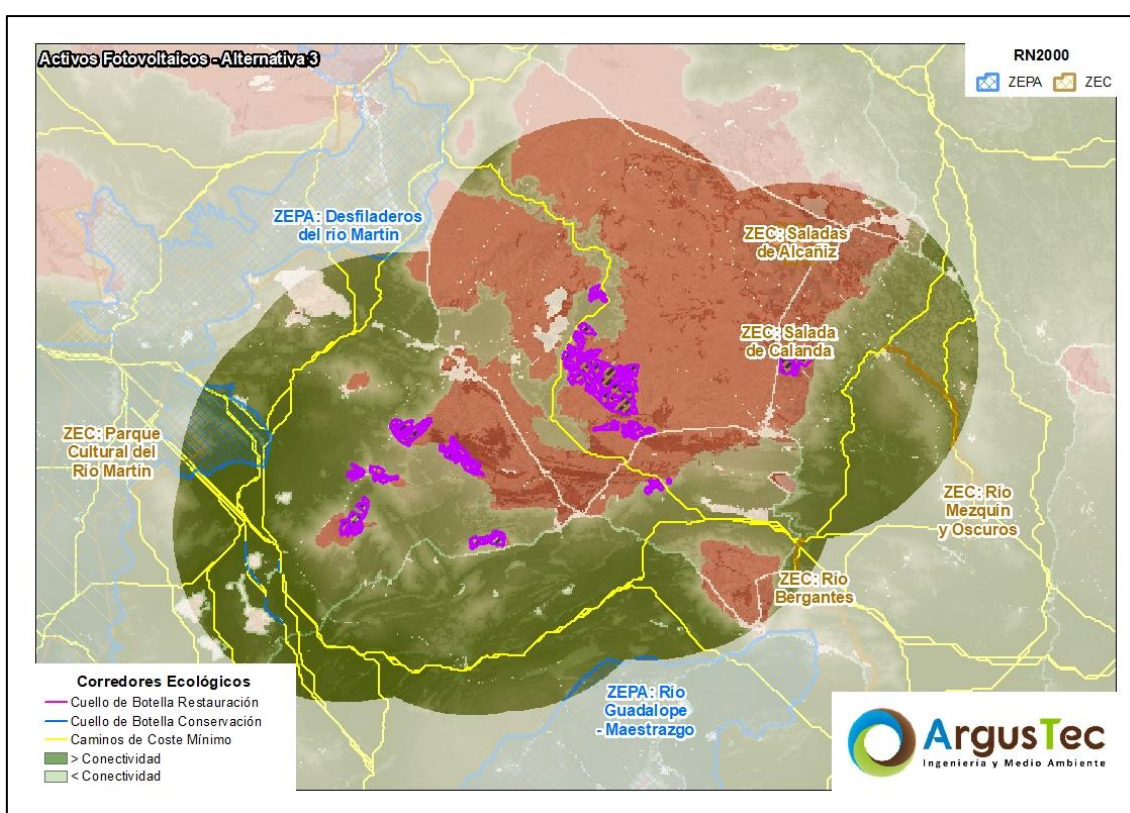 Activos Fotovoltaicos - Alternativa 3
RN2000
ZEPA ZEC
ZEPA: Desfiladeros
del río Martín
ZEC: Saladas
de Alcañiz
ZEC: Salada
de Calanda
ZEC: Parque
Cultural del
Río Martín
ZEC: Río
Mezquín
y Oscuros
ZEC: Río
Bergantes
ZEPA: Río
Guadalope
- Maestrazgo
Corredores Ecológicos
Cuello de Botella Restauración
Cuello de Botella Conservación
Caminos de Coste Mínimo
> Conectividad
< Conectividad
ArgusTec
Ingeniería y Medio Ambiente